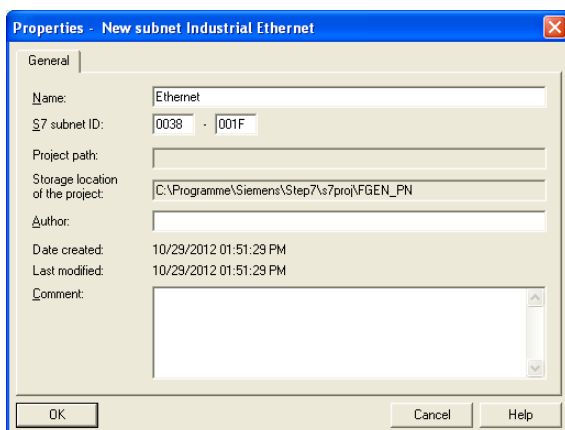 Properties - New subnet Industrial Ethernet
General
Name: Ethernet
S7 subnet ID: 0038 - 001F
Project path:
Storage location
of the project: C:\Programme\Siemens\Step7\s7proj\FGEN_PN
Author:
Date created: 10/29/2012 01:51:29 PM
Last modified: 10/29/2012 01:51:29 PM
Comment:
OK Cancel Help